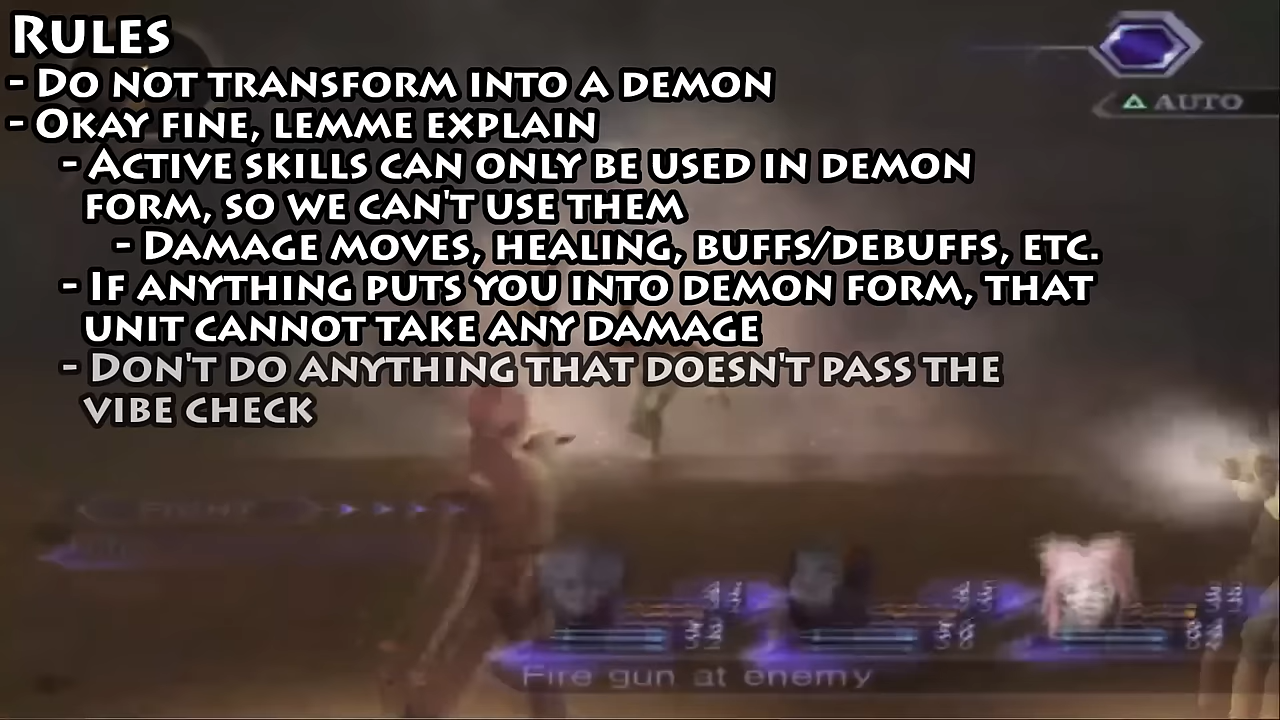 RULES
- DO NOT TRANSFORM INTO A DEMON
- OKAY FINE, LEMME EXPLAIN
- ACTIVE SKILLS CAN ONLY BE USED IN DEMON
FORM, SO WE CAN'T USE THEM
- DAMAGE MOVES, HEALING, BUFFS/DEBUFFS, ETC.
- IF ANYTHING PUTS YOU INTO DEMON FORM, THAT
UNIT CANNOT TAKE ANY DAMAGE
- DON'T DO ANYTHING THAT DOESN'T PASS THE
VIBE CHECK
△ AUTO
FIGHT
Fire gun at enemy